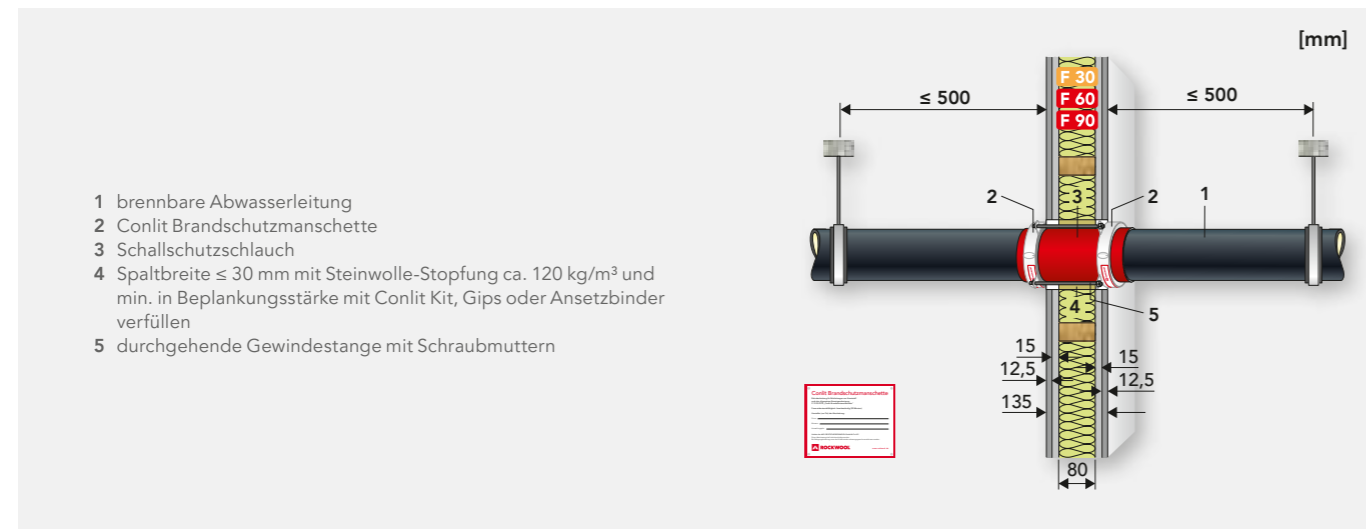 [mm]
F 30
F 60
F 90
≤ 500
≤ 500
1 brennbare Abwasserleitung
2 Conlit Brandschutzmanschette
3 Schallschutzschlauch
4 Spaltbreite ≤ 30 mm mit Steinwolle-Stopfung ca. 120 kg/m³ und
min. in Beplankungsstärke mit Conlit Kit, Gips oder Ansetzbinder
verfüllen
5 durchgehende Gewindestange mit Schraubmuttern
2
3
2
1
4
5
15
15
12,5
12,5
135
80
Conlit Brandschutzmanschette
ROCKWOOL